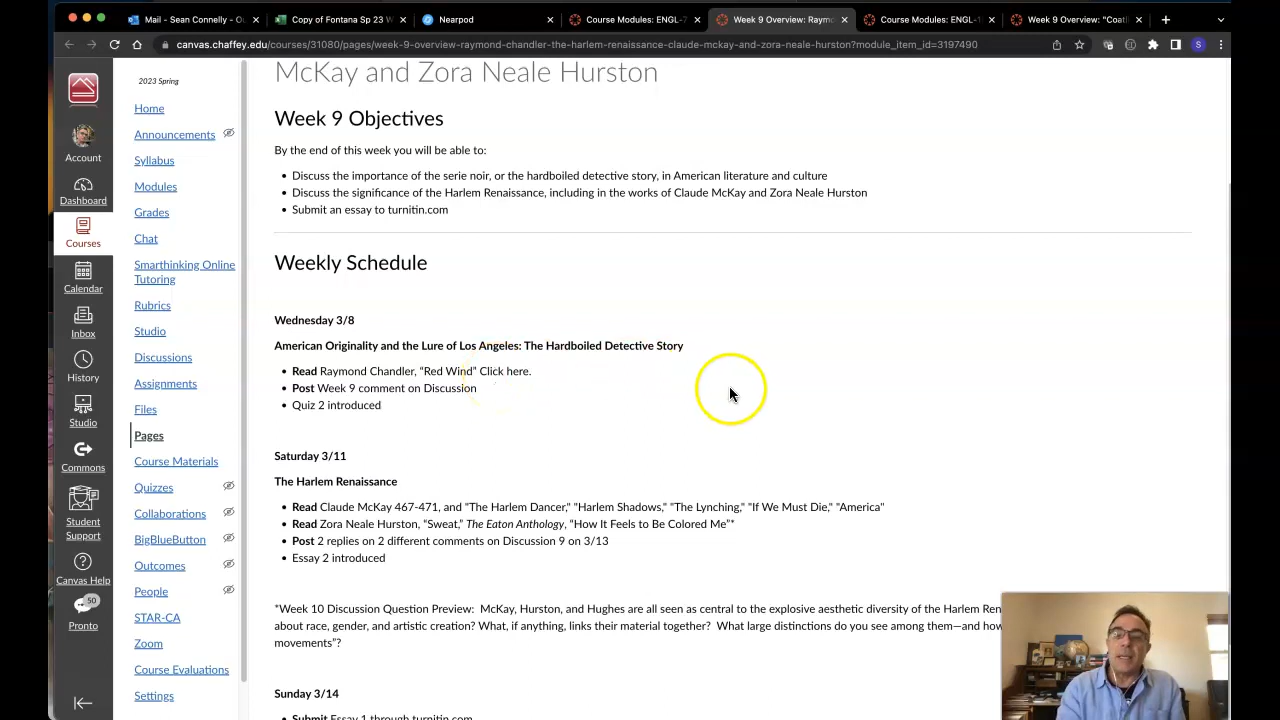 Mail - Sean Connelly - Ou
Copy of Fontana Sp 23 W
Nearpod
Course Modules: ENGL-7
Week 9 Overview: Raymo
Course Modules: ENGL-1
Week 9 Overview: "Coatl
canvas.chaffey.edu/courses/31080/pages/week-9-overview-raymond-chandler-the-harlem-renaissance-claude-mckay-and-zora-neale-hurston?module_item_id=3197490
S
Account
Dashboard
Courses
Calendar
Inbox
History
Studio
Commons
Student
Support
Canvas Help
50
Pronto
2023 Spring
Home
Announcements
Syllabus
Modules
Grades
Chat
Smarthinking Online
Tutoring
Rubrics
Studio
Discussions
Assignments
Files
Pages
Course Materials
Quizzes
Collaborations
BigBlueButton
Outcomes
People
STAR-CA
Zoom
Course Evaluations
Settings
McKay and Zora Neale Hurston
Week 9 Objectives
By the end of this week you will be able to:
• Discuss the importance of the serie noir, or the hardboiled detective story, in American literature and culture
• Discuss the significance of the Harlem Renaissance, including in the works of Claude McKay and Zora Neale Hurston
• Submit an essay to turnitin.com
Weekly Schedule
Wednesday 3/8
American Originality and the Lure of Los Angeles: The Hardboiled Detective Story
• Read Raymond Chandler, “Red Wind” Click here.
• Post Week 9 comment on Discussion
• Quiz 2 introduced
Saturday 3/11
The Harlem Renaissance
• Read Claude McKay 467-471, and "The Harlem Dancer," "Harlem Shadows," "The Lynching," "If We Must Die," "America"
• Read Zora Neale Hurston, “Sweat,” The Eaton Anthology, “How It Feels to Be Colored Me”*
• Post 2 replies on 2 different comments on Discussion 9 on 3/13
• Essay 2 introduced
*Week 10 Discussion Question Preview: McKay, Hurston, and Hughes are all seen as central to the explosive aesthetic diversity of the Harlem Ren
about race, gender, and artistic creation? What, if anything, links their material together? What large distinctions do you see among them—and how
movements”?
Sunday 3/14
• Submit Essay 1 through turnitin.com